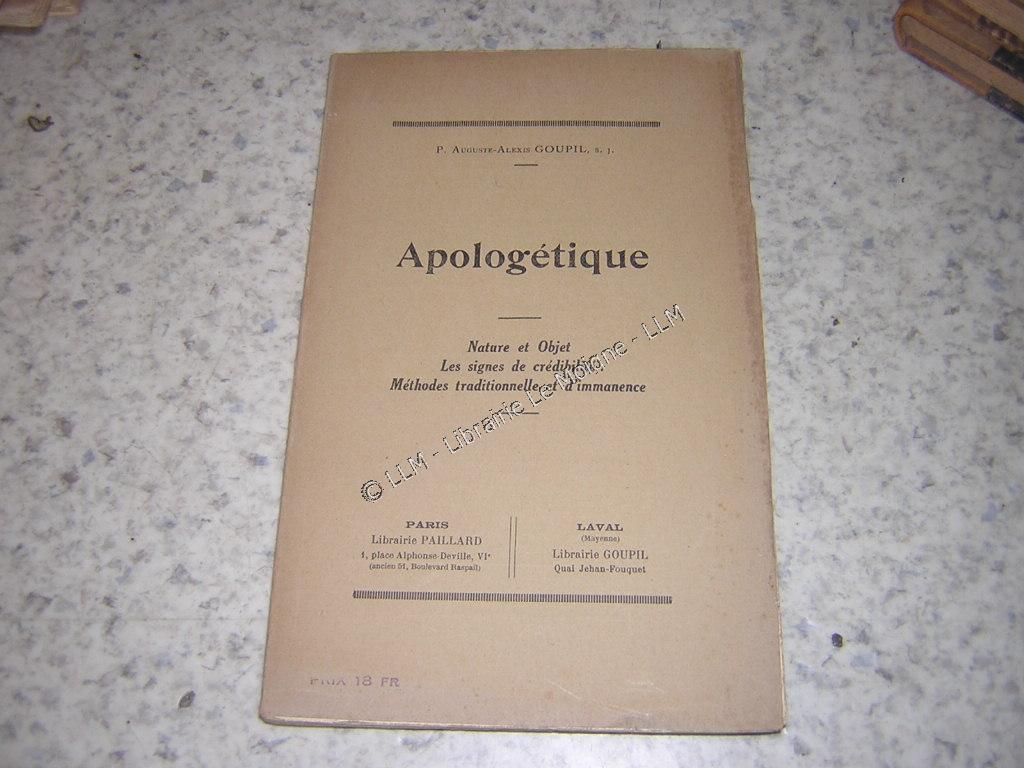 P. Auguste-Alexis GOUPIL, S. J.
Apologétique
Nature et Objet
Les signes de crédibilité
Méthodes traditionnelle et d'immanence
© LLM - Librairie Le Moigne - LLM
PARIS
Librairie PAILLARD
1, place Alphonse-Deville, VIe
(ancien 51, Boulevard Raspail)
LAVAL
(Mayenne)
Librairie GOUPIL
Quai Jehan-Fouquet
PRIX 18 FR